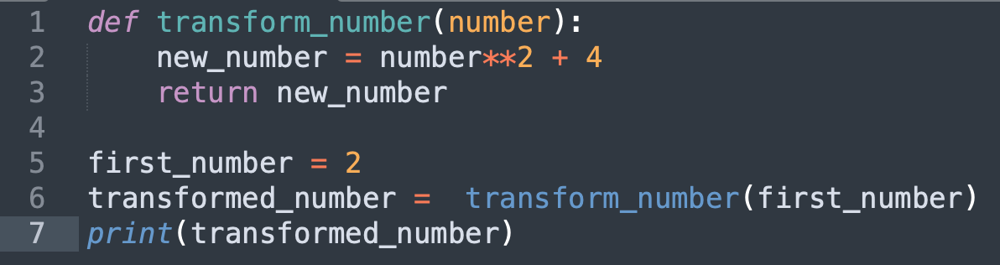 1 def transform_number(number):
2     new_number = number**2 + 4
3     return new_number
4
5 first_number = 2
6 transformed_number =  transform_number(first_number)
7 print(transformed_number)